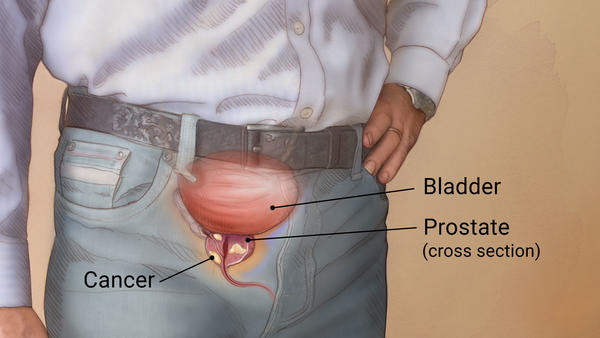 Bladder
Prostate
(cross section)
Cancer